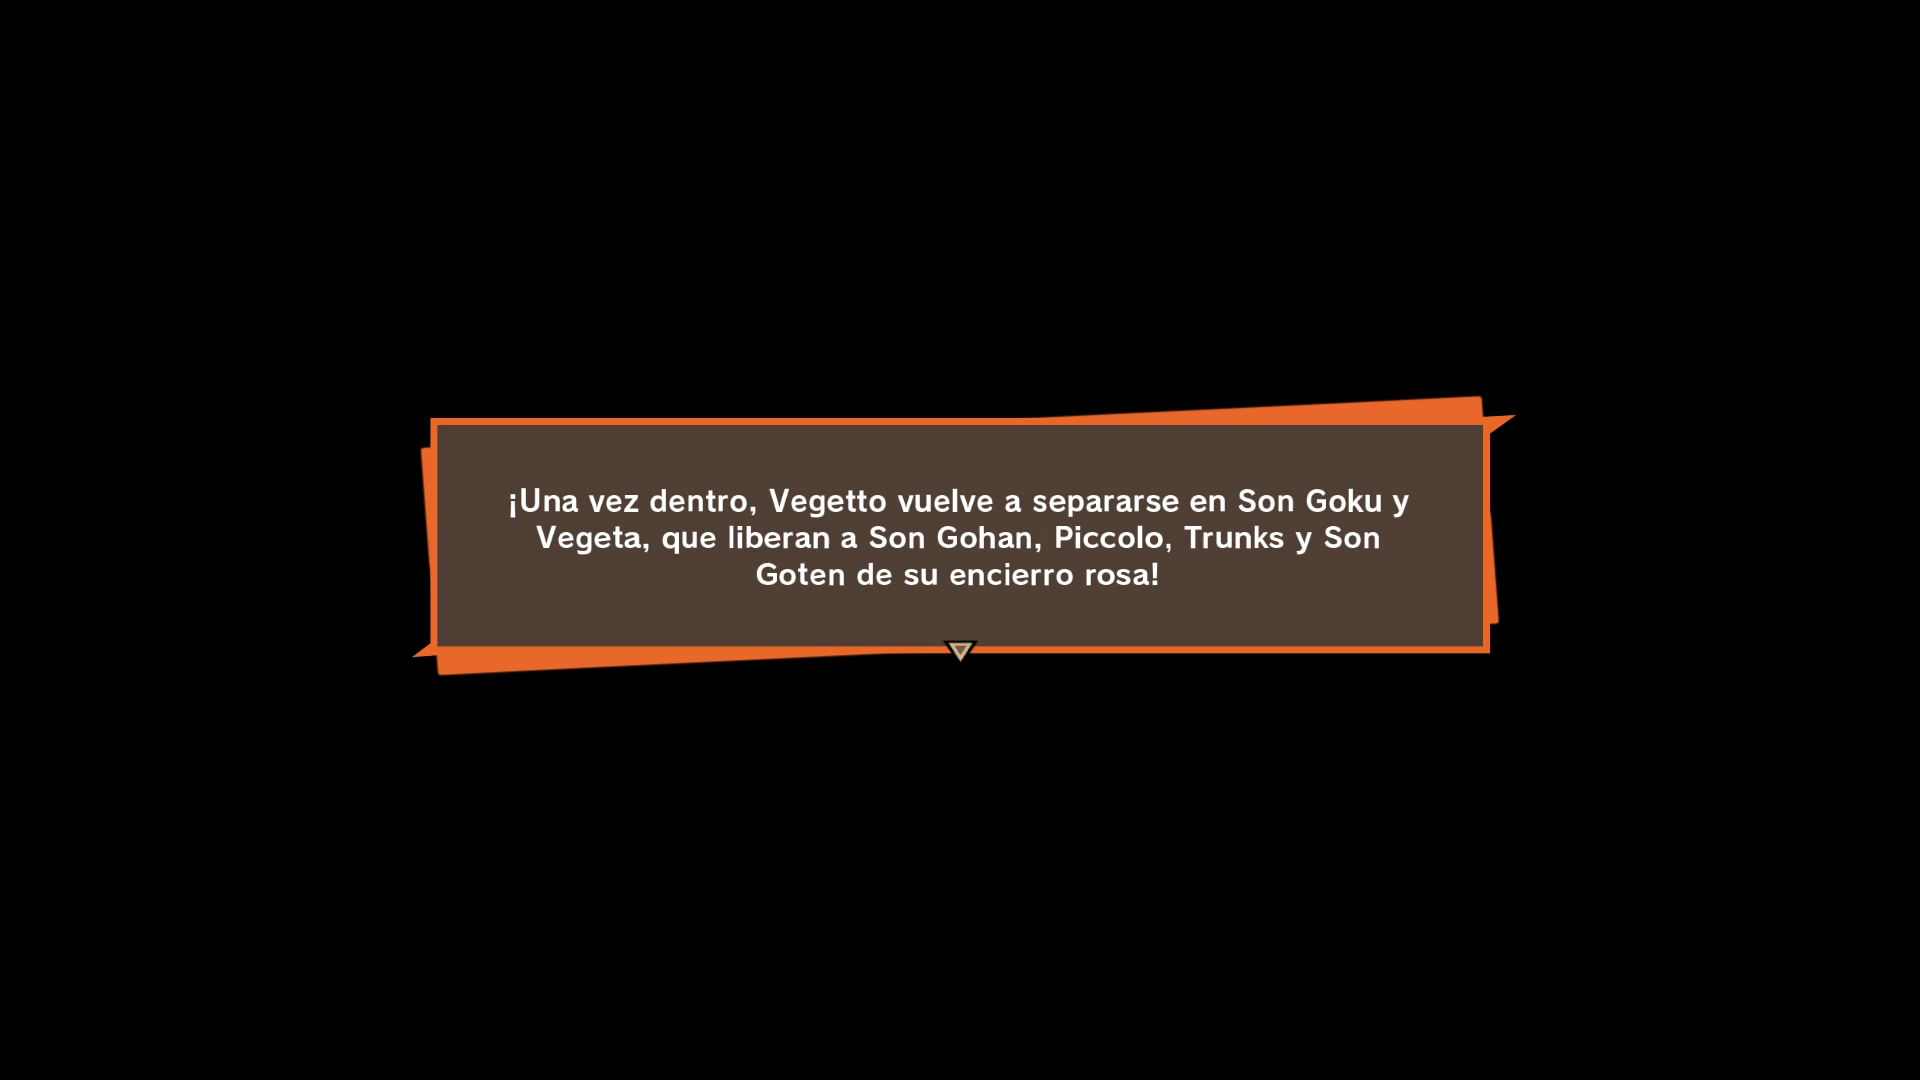 ¡Una vez dentro, Vegetto vuelve a separarse en Son Goku y
Vegeta, que liberan a Son Gohan, Piccolo, Trunks y Son
Goten de su encierro rosa!